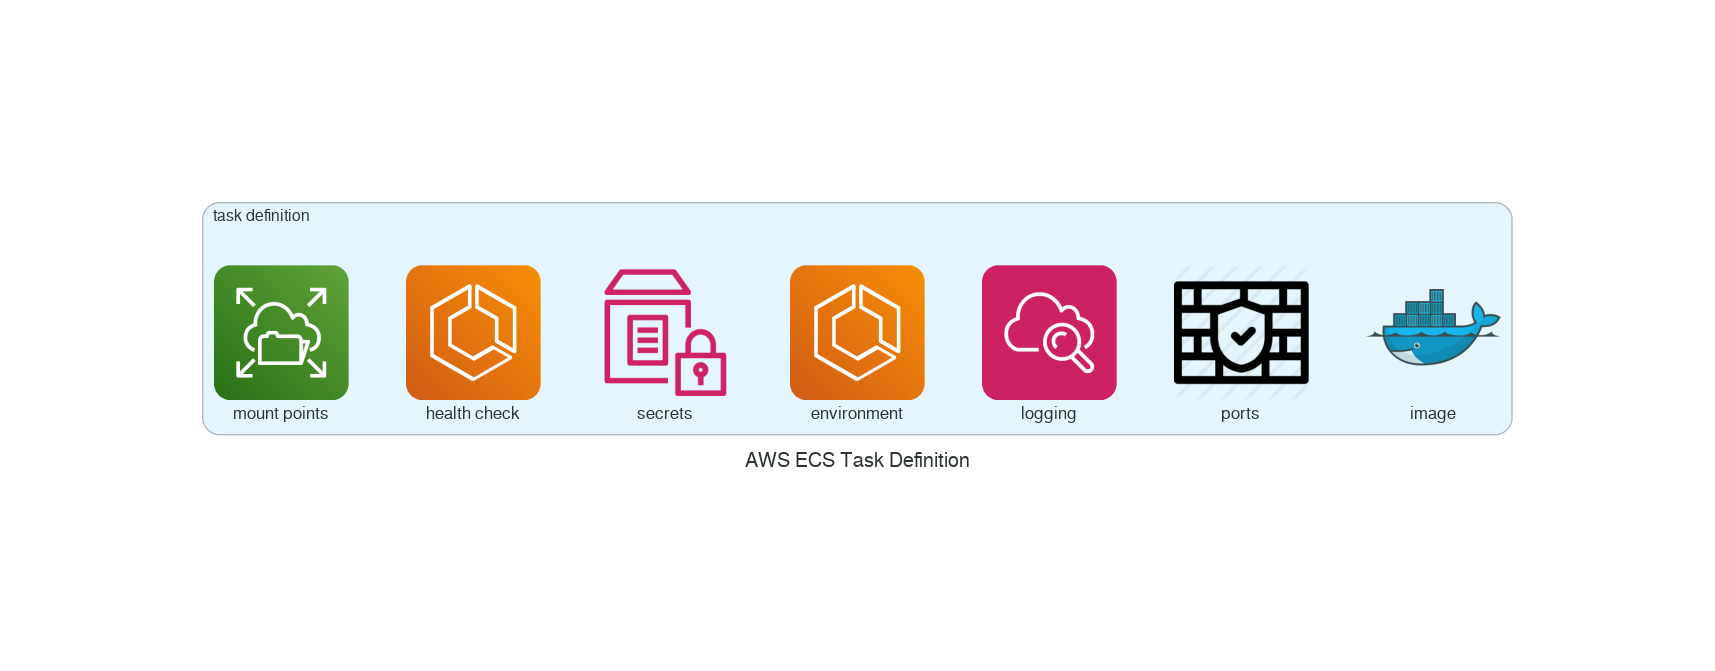 task definition
mount points
health check
secrets
environment
logging
ports
image
AWS ECS Task Definition